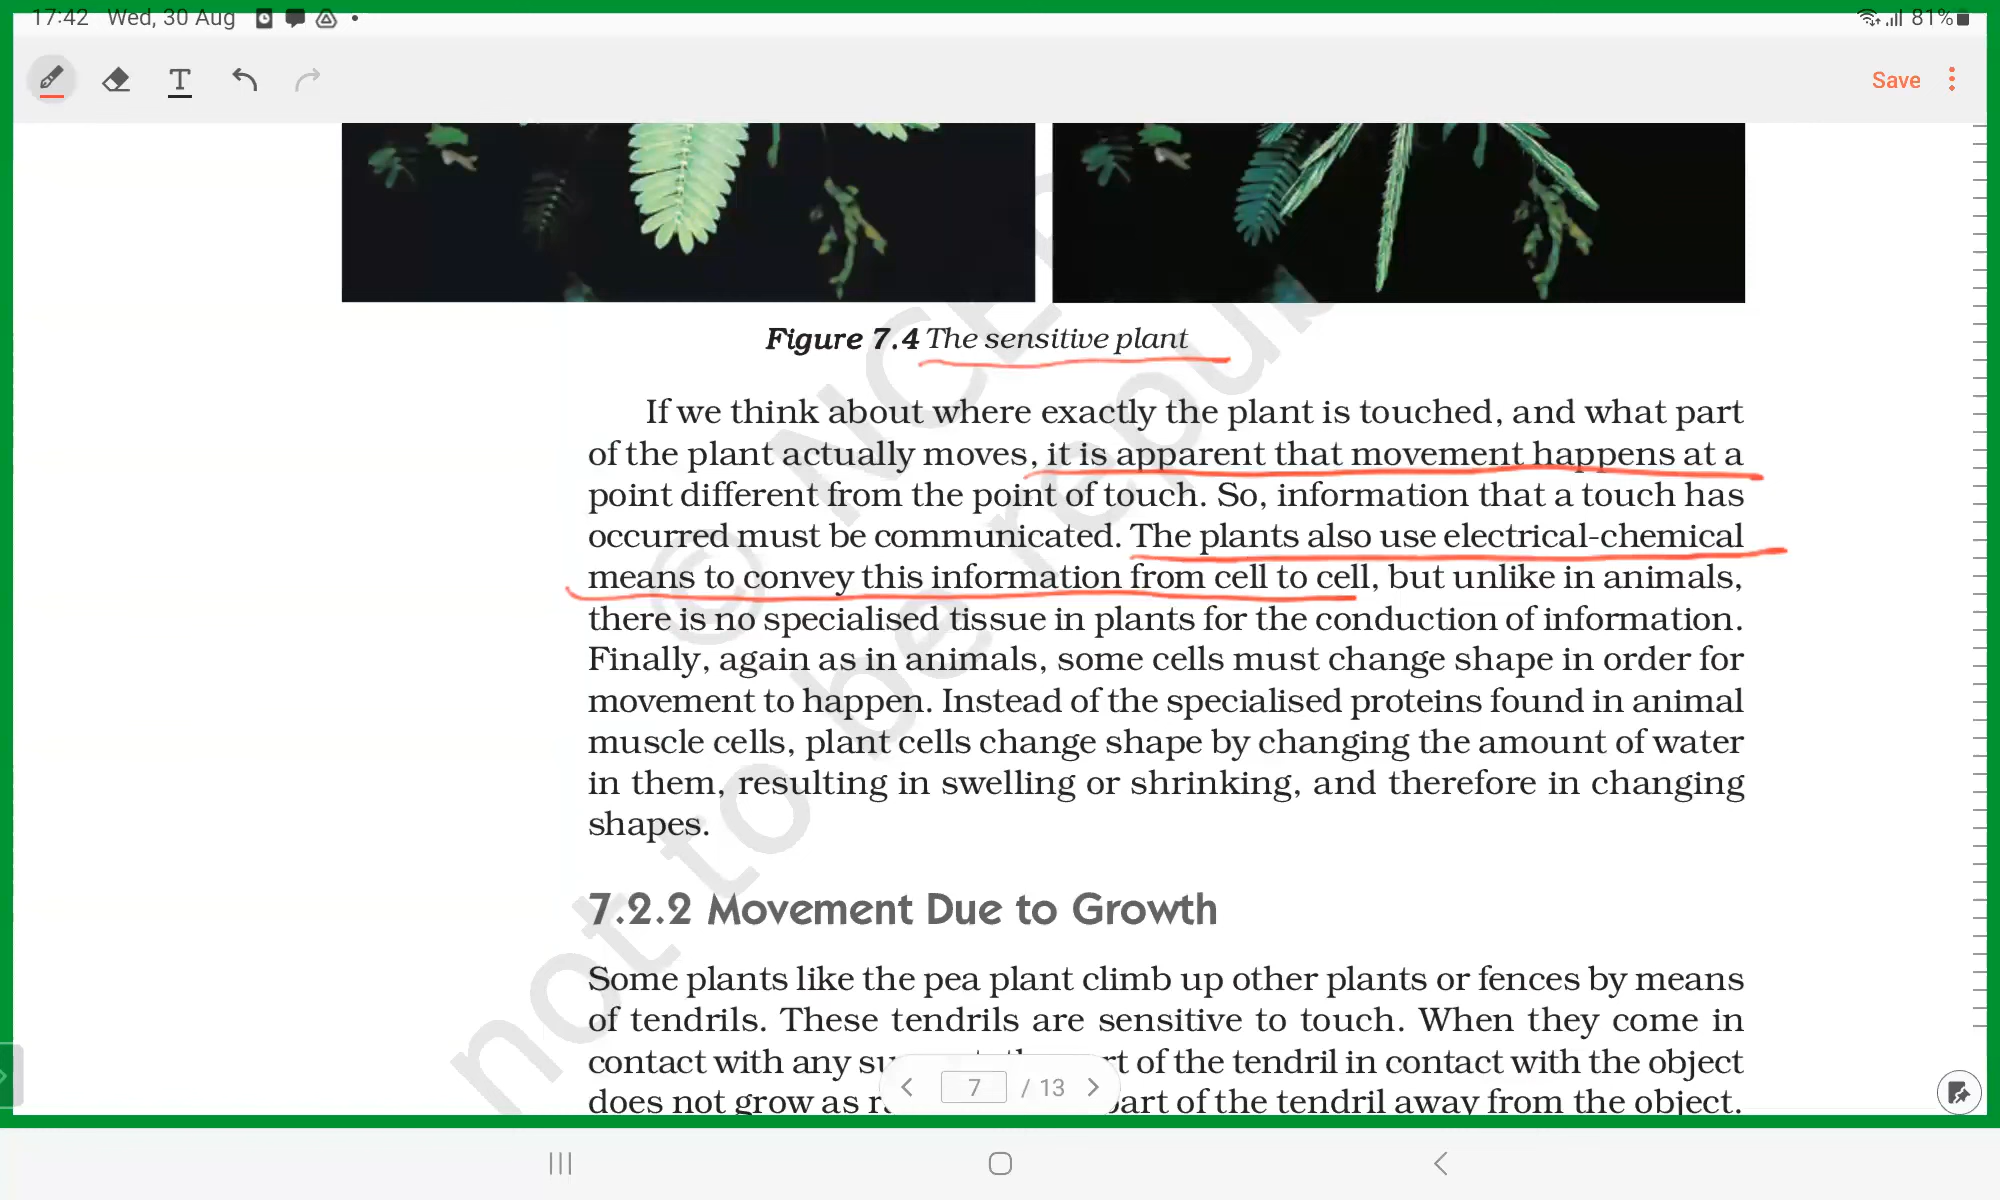 17:42 Wed, 30 Aug
81%
T
Save
Figure 7.4 The sensitive plant
If we think about where exactly the plant is touched, and what part
of the plant actually moves, it is apparent that movement happens at a
point different from the point of touch. So, information that a touch has
occurred must be communicated. The plants also use electrical-chemical
means to convey this information from cell to cell, but unlike in animals,
there is no specialised tissue in plants for the conduction of information.
Finally, again as in animals, some cells must change shape in order for
movement to happen. Instead of the specialised proteins found in animal
muscle cells, plant cells change shape by changing the amount of water
in them, resulting in swelling or shrinking, and therefore in changing
shapes.
7.2.2 Movement Due to Growth
Some plants like the pea plant climb up other plants or fences by means
of tendrils. These tendrils are sensitive to touch. When they come in
contact with any of the tendril in contact with the object
does not grow as part of the tendril away from the object.
7 / 13
© NCE
not to be repub